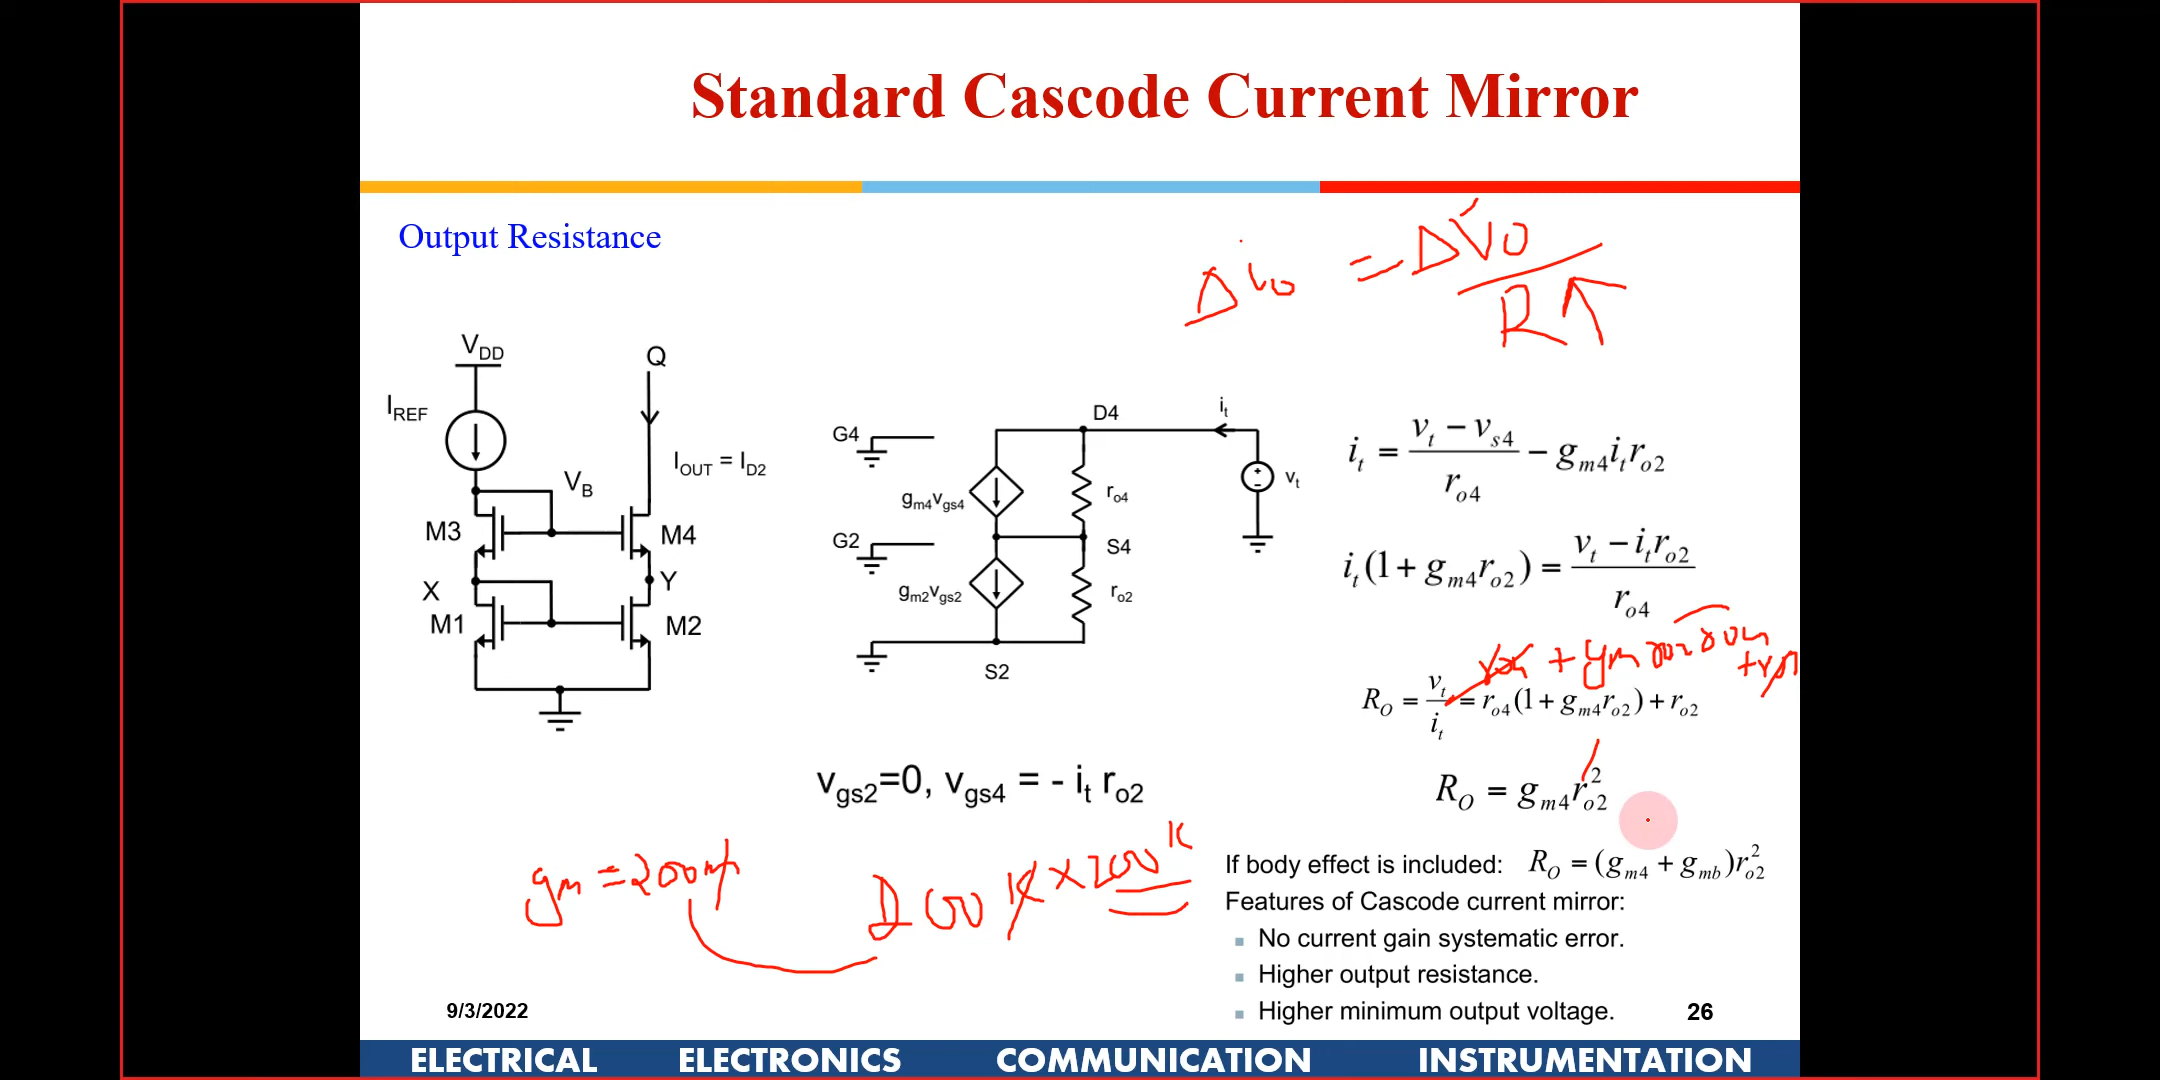 Standard Cascode Current Mirror
Output Resistance
Δi₀ = ΔV₀ / R↑
V_DD
Q
I_REF
I_OUT = I_D2
V_B
M3
M4
X
Y
M1
M2
G4
D4
i_t
g_m4v_gs4
r_o4
v_t
G2
S4
g_m2v_gs2
r_o2
S2
i_t = (v_t − v_s4) / r_o4 − g_m4 i_t r_o2
i_t(1 + g_m4 r_o2) = (v_t − i_t r_o2) / r_o4
R_O = v_t / i_t = r_o4(1 + g_m4 r_o2) + r_o2
v_gs2=0, v_gs4 = - i_t r_o2
R_O = g_m4 r_o2²
gm = 200
200K × 200K
If body effect is included: R_O = (g_m4 + g_mb) r_o2²
Features of Cascode current mirror:
No current gain systematic error.
Higher output resistance.
Higher minimum output voltage.
9/3/2022
26
ELECTRICAL ELECTRONICS COMMUNICATION INSTRUMENTATION